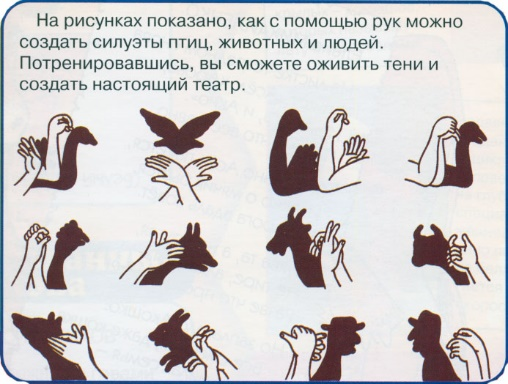 На рисунках показано, как с помощью рук можно
создать силуэты птиц, животных и людей.
Потренировавшись, вы сможете оживить тени и
создать настоящий театр.